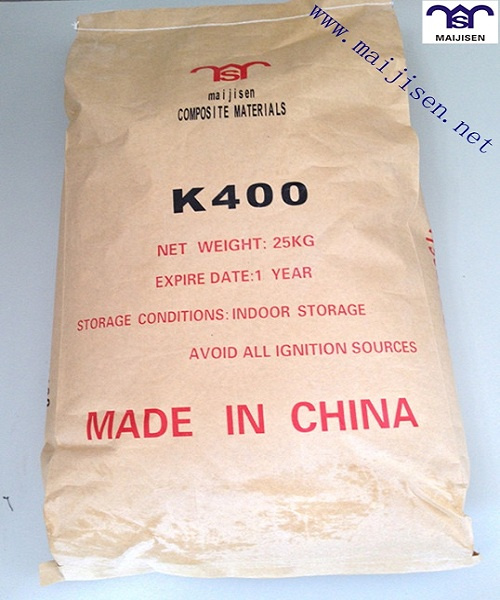 www.maijisen.net
MAIJISEN
maijisen
COMPOSITE MATERIALS
K400
NET WEIGHT: 25KG
EXPIRE DATE:1 YEAR
STORAGE CONDITIONS: INDOOR STORAGE
AVOID ALL IGNITION SOURCES
MADE IN CHINA